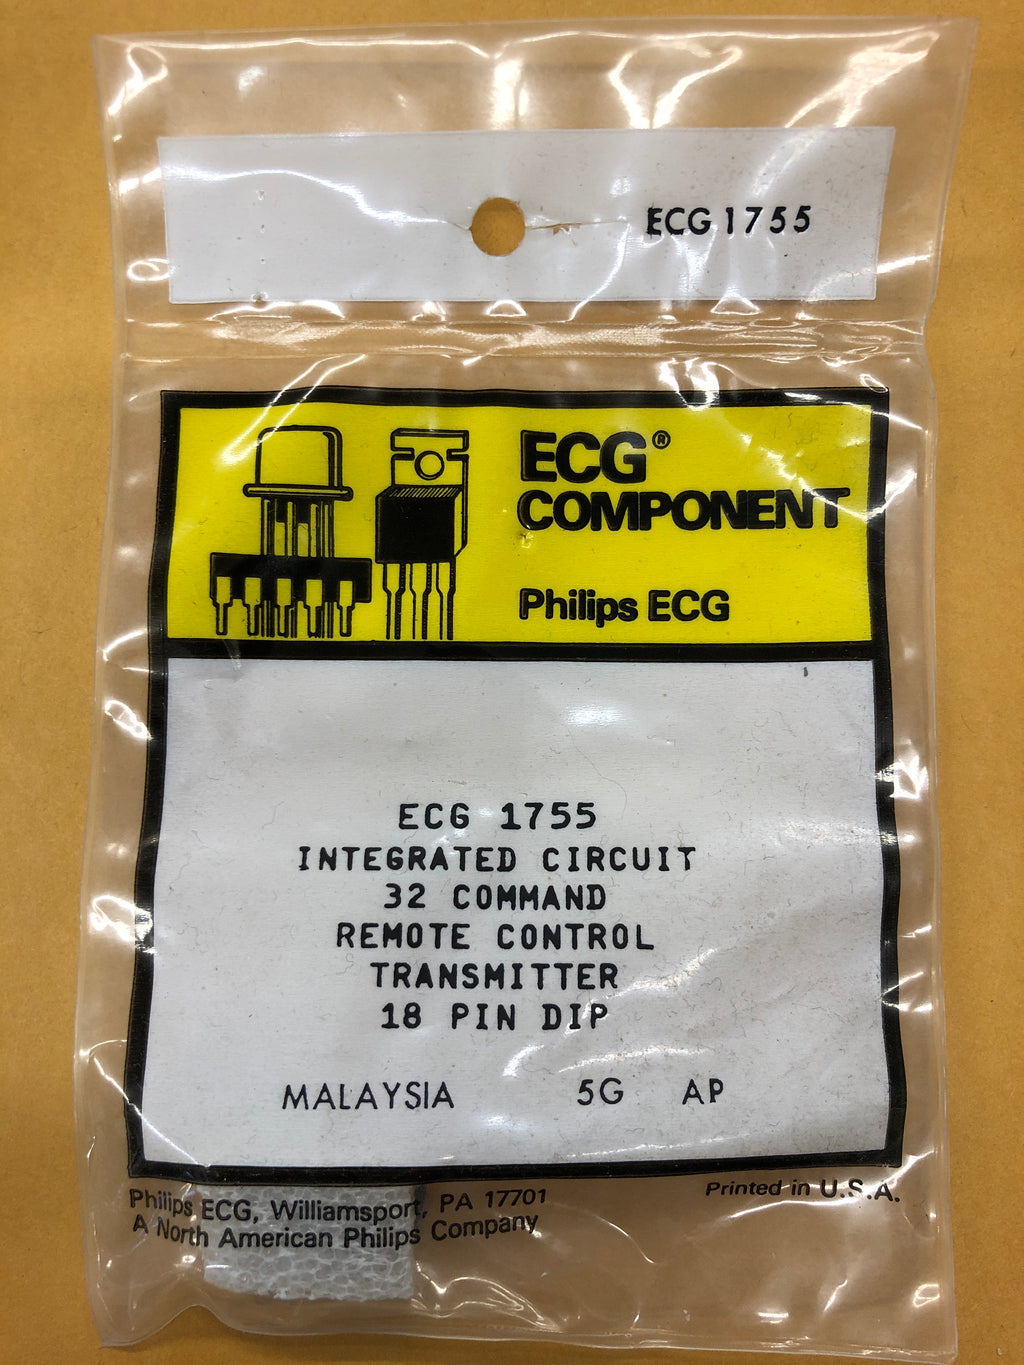 ECG 1755
ECG®
COMPONENT
Philips ECG
ECG 1755
INTEGRATED CIRCUIT
32 COMMAND
REMOTE CONTROL
TRANSMITTER
18 PIN DIP
MALAYSIA 5G AP
Philips ECG, Williamsport, PA 17701
A North American Philips Company
Printed in U.S.A.